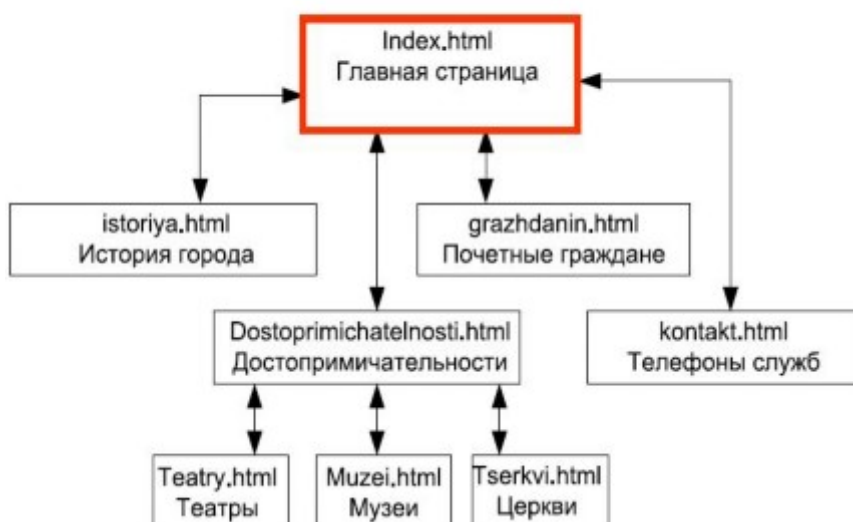 Index.html
Главная страница
istoriya.html
История города
grazhdanin.html
Почетные граждане
Dostoprimichatelnosti.html
Достопримичательности
kontakt.html
Телефоны служб
Teatry.html
Театры
Muzei.html
Музеи
Tserkvi.html
Церкви